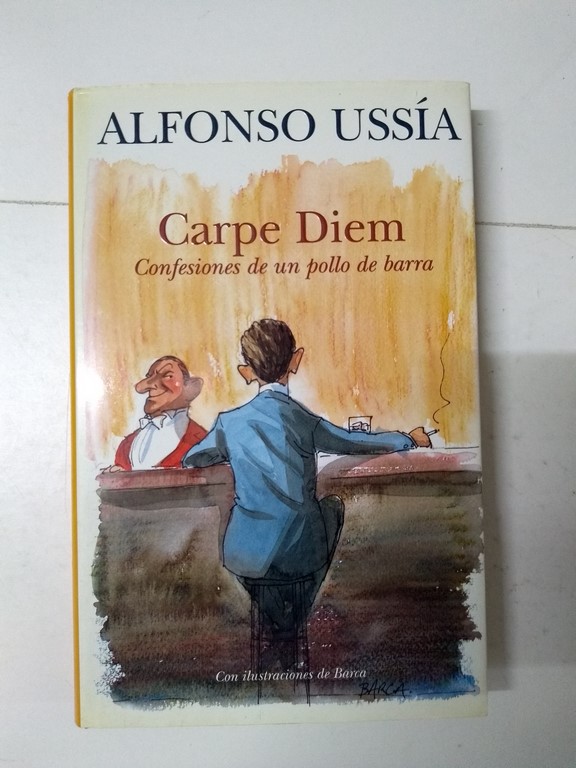 ALFONSO USSÍA
Carpe Diem
Confesiones de un pollo de barra
Con ilustraciones de Barca
BARCA